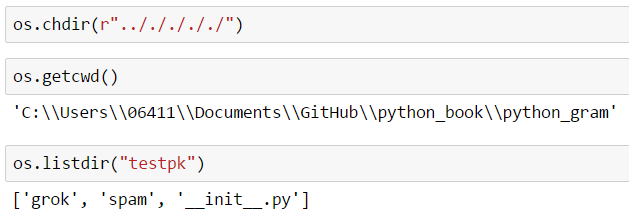 os.chdir(r"../././././")
os.getcwd()
'C:\\Users\\06411\\Documents\\GitHub\\python_book\\python_gram'
os.listdir("testpk")
['grok', 'spam', '__init__.py']